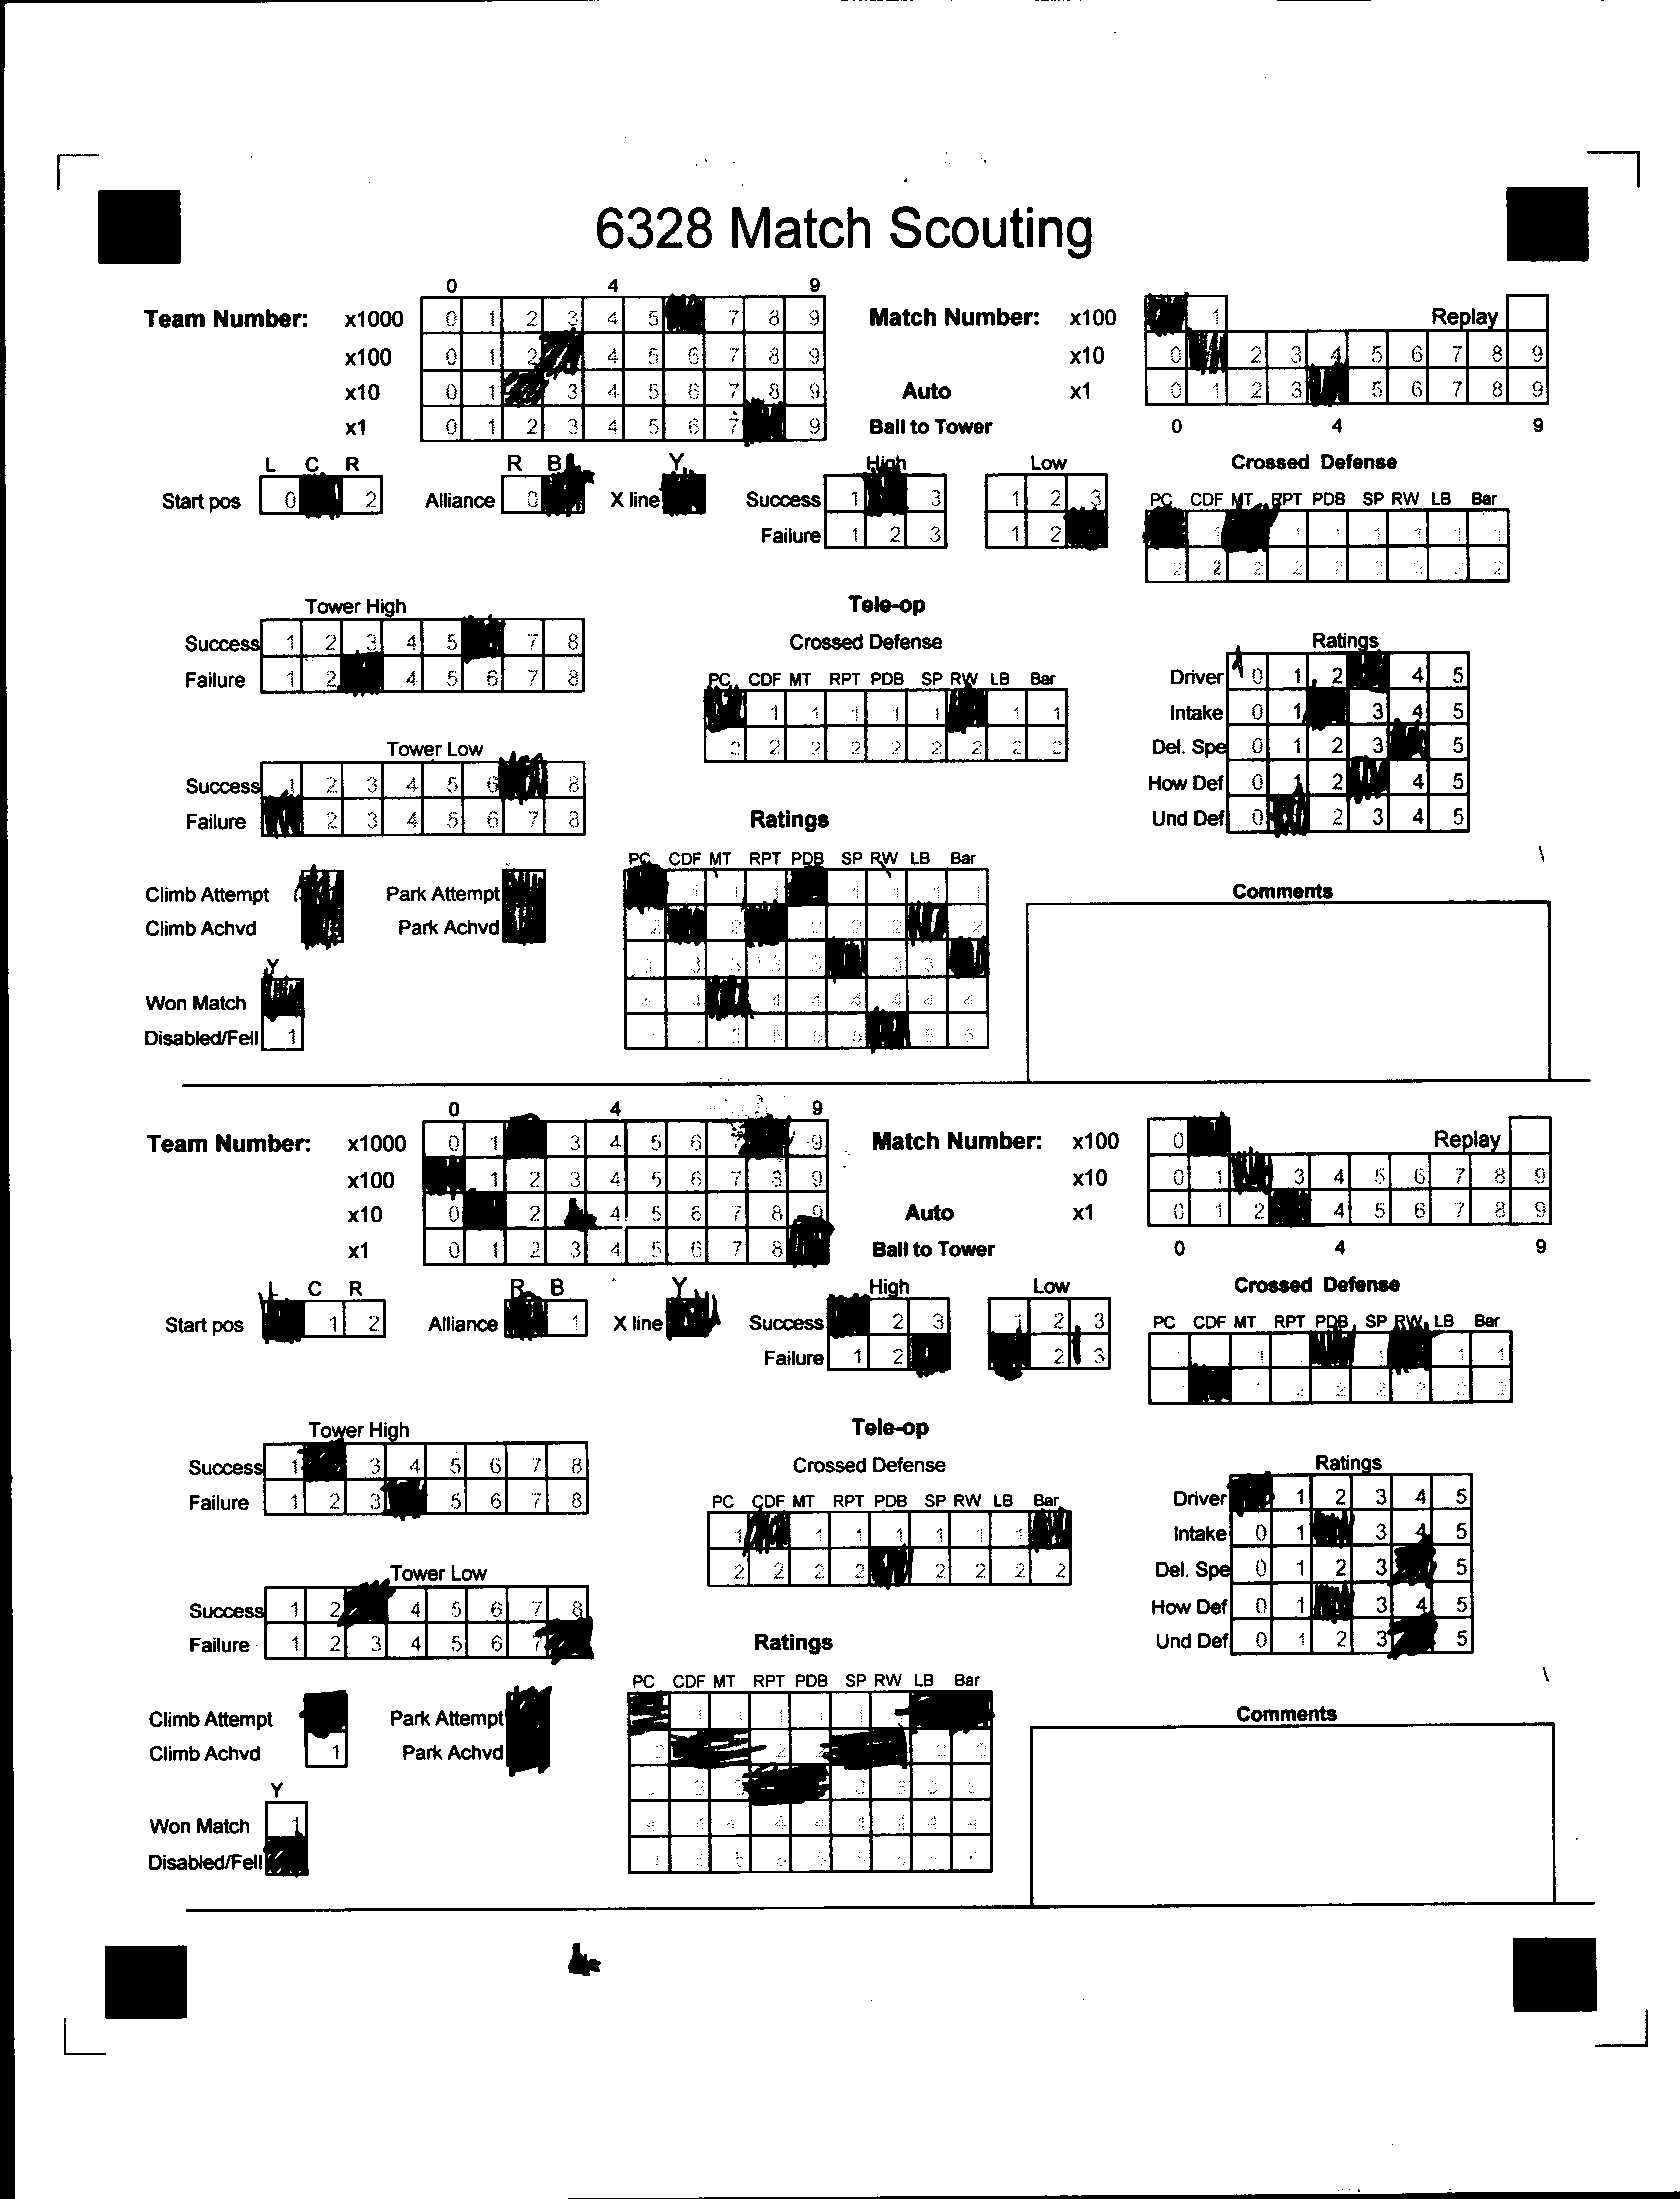 6328 Match Scouting
0 4 9
Team Number: x1000 0 1 2 3 4 5 7 8 9
Match Number: x100 1 Replay
x100 0 1 2 4 5 6 7 8 9
x10 0 2 3 4 5 6 7 8 9
x10 0 1 3 4 5 6 7 8 9
Auto x1 0 1 2 3 5 6 7 8 9
x1 0 1 2 3 4 5 6 7 9
Ball to Tower 0 4 9
L C R R B Y High Low Crossed Defense
Start pos 0 2 Alliance 0 X line Success 1 3 1 2 3
PC CDF MT RPT PDB SP RW LB Bar
Failure 1 2 3 1 2
1 1 1 1 1 1 1
2 2 2 2 2 2 2 2 2
Tower High Tele-op
Success 1 2 3 4 5 7 8
Crossed Defense Ratings
Failure 1 2 4 5 6 7 8
PC CDF MT RPT PDB SP RW LB Bar
Driver 0 1 2 4 5
1 1 1 1 1 1 1
Intake 0 1 3 4 5
2 2 2 2 2 2 2 2 2
Del. Spe 0 1 2 3 5
Tower Low
Success 1 2 3 4 5 6 8
How Def 0 1 2 4 5
Failure 2 3 4 5 6 7 8
Ratings
Und Def 0 2 3 4 5
PC CDF MT RPT PDB SP RW LB Bar
Climb Attempt Park Attempt
Comments
Climb Achvd Park Achvd
Y
Won Match
Disabled/Fell 1
0 4 9
Team Number: x1000 0 1 3 4 5 6 7 9
Match Number: x100 0 Replay
x100 1 2 3 4 5 6 7 8 9
x10 0 1 3 4 5 6 7 8 9
x10 0 2 4 5 6 7 8 9
Auto x1 0 1 2 4 5 6 7 8 9
x1 0 1 2 3 4 5 6 7 8
Ball to Tower 0 4 9
L C R R B Y High Low Crossed Defense
Start pos 1 2 Alliance 1 X line Success 2 3 1 2 3
PC CDF MT RPT PDB SP RW LB Bar
Failure 1 2 2 3
Tower High Tele-op
Success 1 3 4 5 6 7 8
Crossed Defense Ratings
Failure 1 2 3 5 6 7 8
PC CDF MT RPT PDB SP RW LB Bar
Driver 1 2 3 4 5
1 1 1 1 1 1 1
Intake 0 1 3 4 5
2 2 2 2 2 2 2 2
Del. Spe 0 1 2 3 5
Tower Low
Success 1 2 4 5 6 7 8
How Def 0 1 3 4 5
Failure 1 2 3 4 5 6 7
Ratings
Und Def 0 1 2 3 5
PC CDF MT RPT PDB SP RW LB Bar
Climb Attempt Park Attempt
Comments
Climb Achvd 1 Park Achvd
Y
Won Match 1
Disabled/Fell